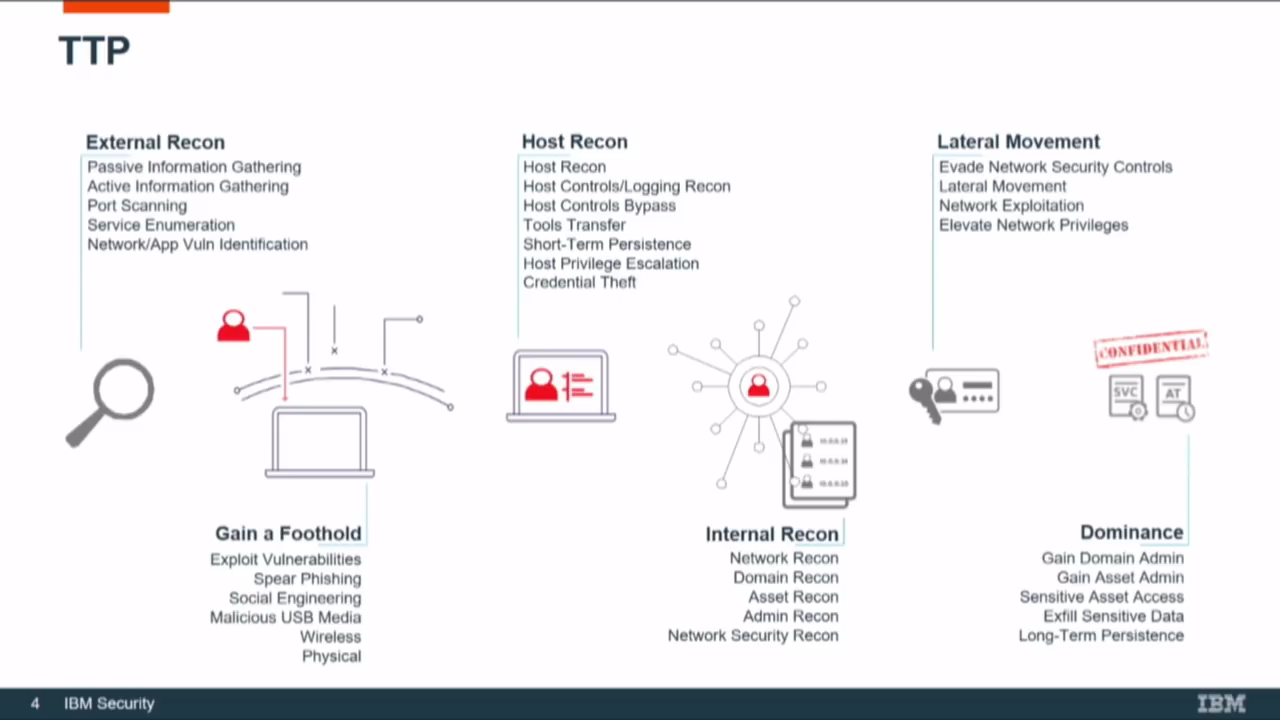 TTP
External Recon
Passive Information Gathering
Active Information Gathering
Port Scanning
Service Enumeration
Network/App Vuln Identification
Host Recon
Host Recon
Host Controls/Logging Recon
Host Controls Bypass
Tools Transfer
Short-Term Persistence
Host Privilege Escalation
Credential Theft
Lateral Movement
Evade Network Security Controls
Lateral Movement
Network Exploitation
Elevate Network Privileges
CONFIDENTIAL
SVC
AT
Gain a Foothold
Exploit Vulnerabilities
Spear Phishing
Social Engineering
Malicious USB Media
Wireless
Physical
Internal Recon
Network Recon
Domain Recon
Asset Recon
Admin Recon
Network Security Recon
Dominance
Gain Domain Admin
Gain Asset Admin
Sensitive Asset Access
Exfill Sensitive Data
Long-Term Persistence
4 IBM Security
IBM